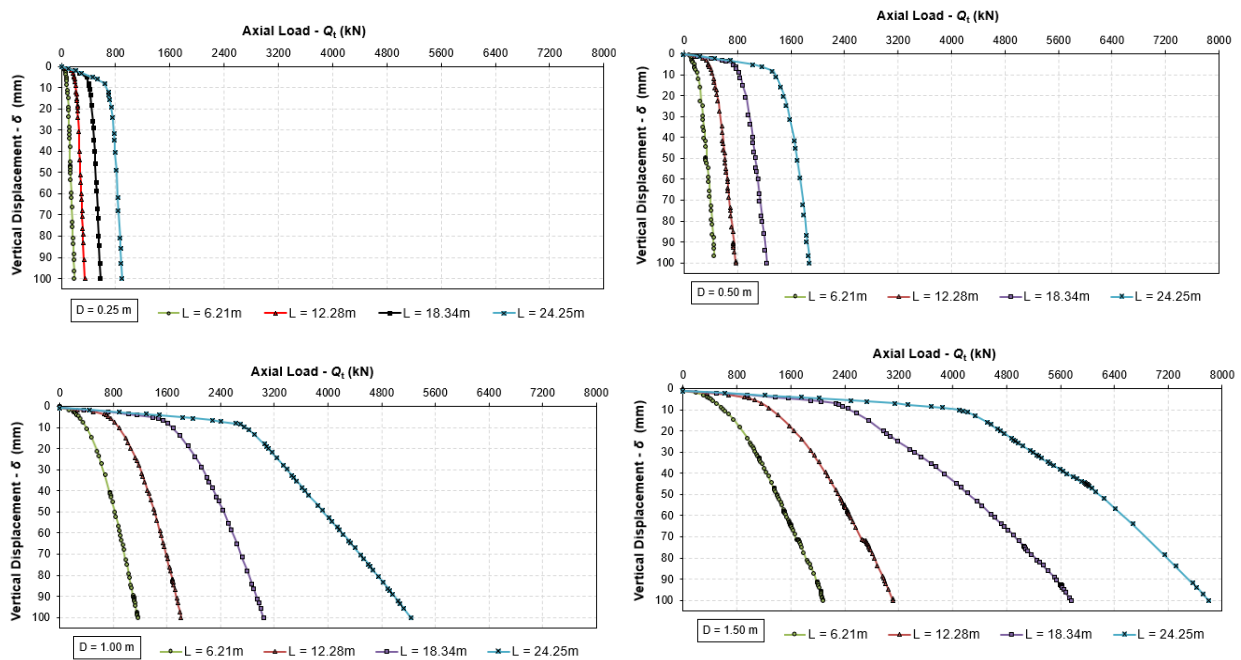 Axial Load - Qt (kN)
0 800 1600 2400 3200 4000 4800 5600 6400 7200 8000
Vertical Displacement - δ (mm)
0
10
20
30
40
50
60
70
80
90
100
D = 0.25 m
L = 6.21m L = 12.28m L = 18.34m L = 24.25m
Axial Load - Qt (kN)
0 800 1600 2400 3200 4000 4800 5600 6400 7200 8000
Vertical Displacement - δ (mm)
0
10
20
30
40
50
60
70
80
90
100
D = 0.50 m
L = 6.21m L = 12.28m L = 18.34m L = 24.25m
Axial Load - Qt (kN)
0 800 1600 2400 3200 4000 4800 5600 6400 7200 8000
Vertical Displacement - δ (mm)
0
10
20
30
40
50
60
70
80
90
100
D = 1.00 m
L = 6.21m L = 12.28m L = 18.34m L = 24.25m
Axial Load - Qt (kN)
0 800 1600 2400 3200 4000 4800 5600 6400 7200 8000
Vertical Displacement - δ (mm)
0
10
20
30
40
50
60
70
80
90
100
D = 1.50 m
L = 6.21m L = 12.28m L = 18.34m L = 24.25m